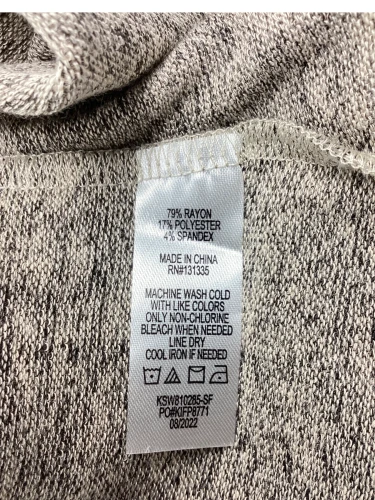 79% RAYON
17% POLYESTER
4% SPANDEX
MADE IN CHINA
RN#131335
MACHINE WASH COLD
WITH LIKE COLORS
ONLY NON-CHLORINE
BLEACH WHEN NEEDED
LINE DRY
COOL IRON IF NEEDED
KSW810285-SF
PO#KIFP8771
08/2022